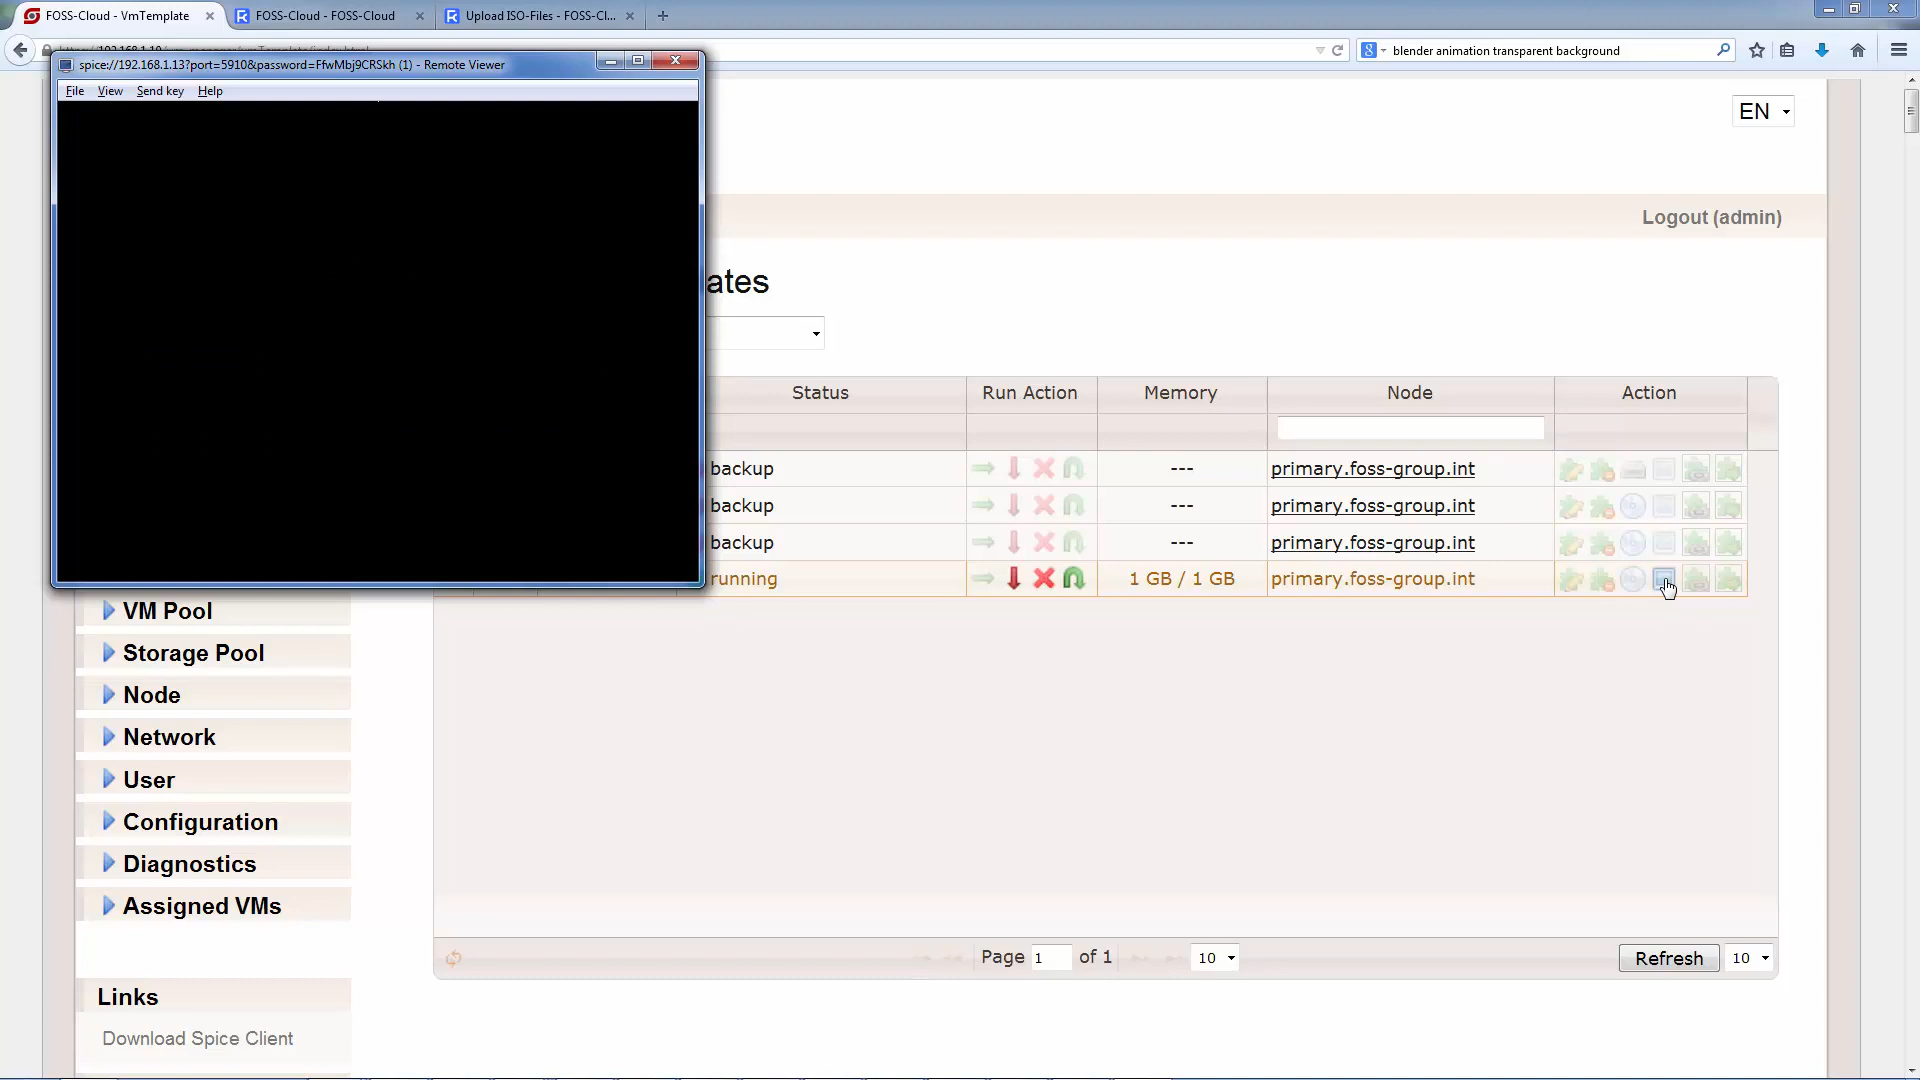 FOSS-Cloud - VmTemplate
FOSS-Cloud - FOSS-Cloud
Upload ISO-Files - FOSS-Cl...
blender animation transparent background
spice://192.168.1.13?port=5910&password=FfwMbj9CRSkh (1) - Remote Viewer
File View Send key Help
EN
Logout (admin)
ates
Status Run Action Memory Node Action
backup --- primary.foss-group.int
backup --- primary.foss-group.int
backup --- primary.foss-group.int
running 1 GB / 1 GB primary.foss-group.int
VM Pool
Storage Pool
Node
Network
User
Configuration
Diagnostics
Assigned VMs
Page 1 of 1 10 Refresh 10
Links
Download Spice Client